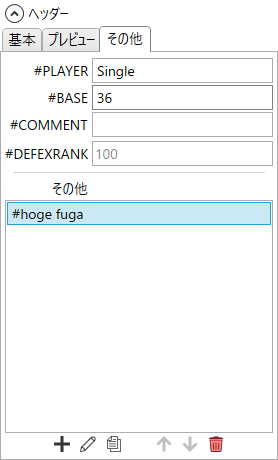 ヘッダー
基本 プレビュー その他
#PLAYER Single
#BASE 36
#COMMENT
#DEFEXRANK 100
その他
#hoge fuga